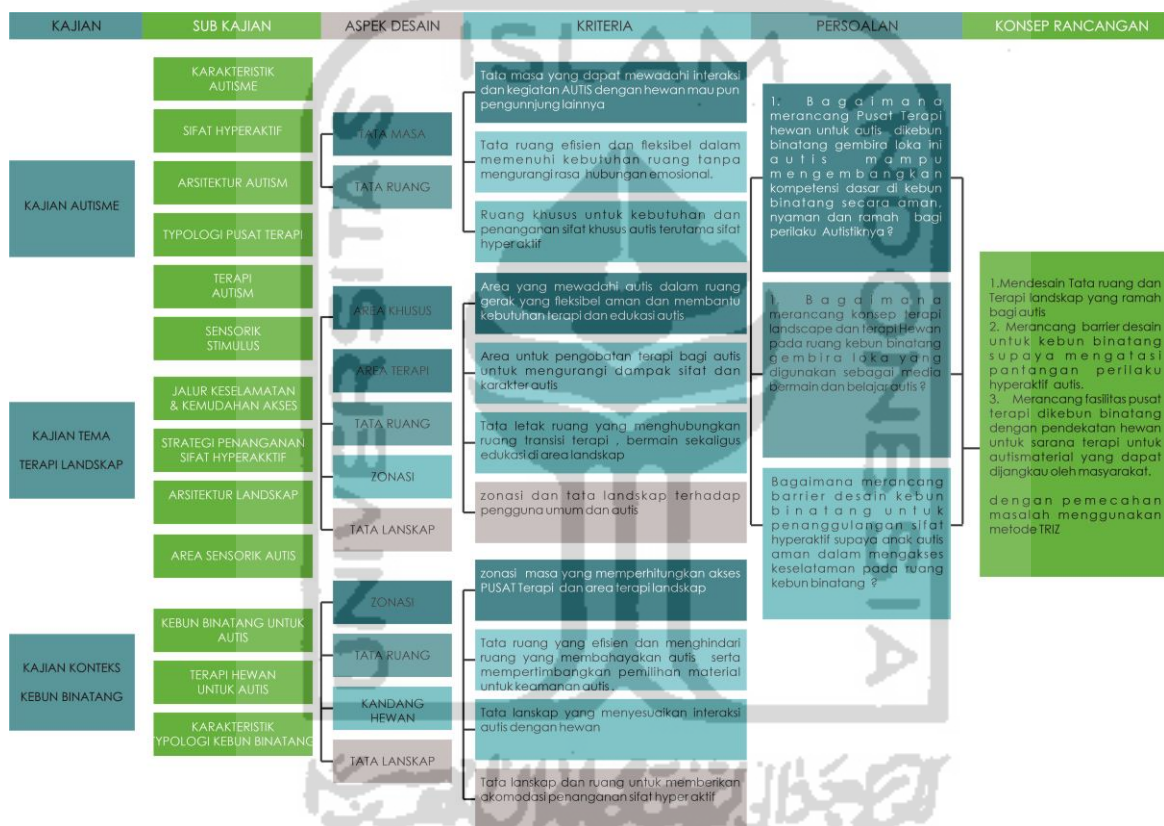 KAJIAN
SUB KAJIAN
ASPEK DESAIN
KRITERIA
PERSOALAN
KONSEP RANCANGAN
KAJIAN AUTISME
KAJIAN TEMA
TERAPI LANDSKAP
KAJIAN KONTEKS
KEBUN BINATANG
KARAKTERISTIK
AUTISME
SIFAT HYPERAKTIF
ARSITEKTUR AUTISM
TYPOLOGI PUSAT TERAPI
TERAPI
AUTISM
SENSORIK
STIMULUS
JALUR KESELAMATAN
& KEMUDAHAN AKSES
STRATEGI PENANGANAN
SIFAT HYPERAKKTIF
ARSITEKTUR LANDSKAP
AREA SENSORIK AUTIS
KEBUN BINATANG UNTUK
AUTIS
TERAPI HEWAN
UNTUK AUTIS
KARAKTERISTIK
TYPOLOGI KEBUN BINATANG
TATA MASA
TATA RUANG
AREA KHUSUS
AREA TERAPI
TATA RUANG
ZONASI
TATA LANSKAP
ZONASI
TATA RUANG
KANDANG
HEWAN
TATA LANSKAP
Tata masa yang dapat mewadahi interaksi
dan kegiatan AUTIS dengan hewan mau pun
pengunnjung lainnya
Tata ruang efisien dan fleksibel dalam
memenuhi kebutuhan ruang tanpa
mengurangi rasa hubungan emosional.
Ruang khusus untuk kebutuhan dan
penanganan sifat khusus autis terutama sifat
hyper aktif
Area yang mewadahi autis dalam ruang
gerak yang fleksibel aman dan membantu
kebutuhan terapi dan edukasi autis
Area untuk pengobatan terapi bagi autis
untuk mengurangi dampak sifat dan
karakter autis
Tata letak ruang yang menghubungkan
ruang transisi terapi , bermain sekaligus
edukasi di area landskap
zonasi dan tata landskap terhadap
pengguna umum dan autis
zonasi masa yang memperhitungkan akses
PUSAT Terapi dan area terapi landskap
Tata ruang yang efisien dan menghindari
ruang yang membahayakan autis serta
mempertimbangkan pemilihan material
untuk keamanan autis .
Tata lanskap yang menyesuaikan interaksi
autis dengan hewan
Tata lanskap dan ruang untuk memberikan
akomodasi penanganan sifat hyper aktif
1. Bagaimana
merancang Pusat Terapi
hewan untuk autis dikebun
binatang gembira loka ini
autis mampu
mengembangkan
kompetensi dasar di kebun
binatang secara aman,
nyaman dan ramah bagi
perilaku Autistiknya ?
1. Bagaimana
merancang konsep terapi
landscape dan terapi Hewan
pada ruang kebun binatang
gembira loka yang
digunakan sebagai media
bermain dan belajar autis ?
Bagaimana merancang
barrier desain kebun
binatang untuk
penanggulangan sifat
hyperaktif supaya anak autis
aman dalam mengakses
keselataman pada ruang
kebun binatang ?
1.Mendesain Tata ruang dan
Terapi landskap yang ramah
bagi autis
2. Merancang barrier desain
untuk kebun binatang
supaya mengatasi
pantangan perilaku
hyperaktif autis.
3. Merancang fasilitas pusat
terapi dikebun binatang
dengan pendekatan hewan
untuk sarana terapi untuk
autismaterial yang dapat
dijangkau oleh masyarakat.
dengan pemecahan
masalah menggunakan
metode TRIZ
ISLAM
UNIVERSITAS
INDONESIA